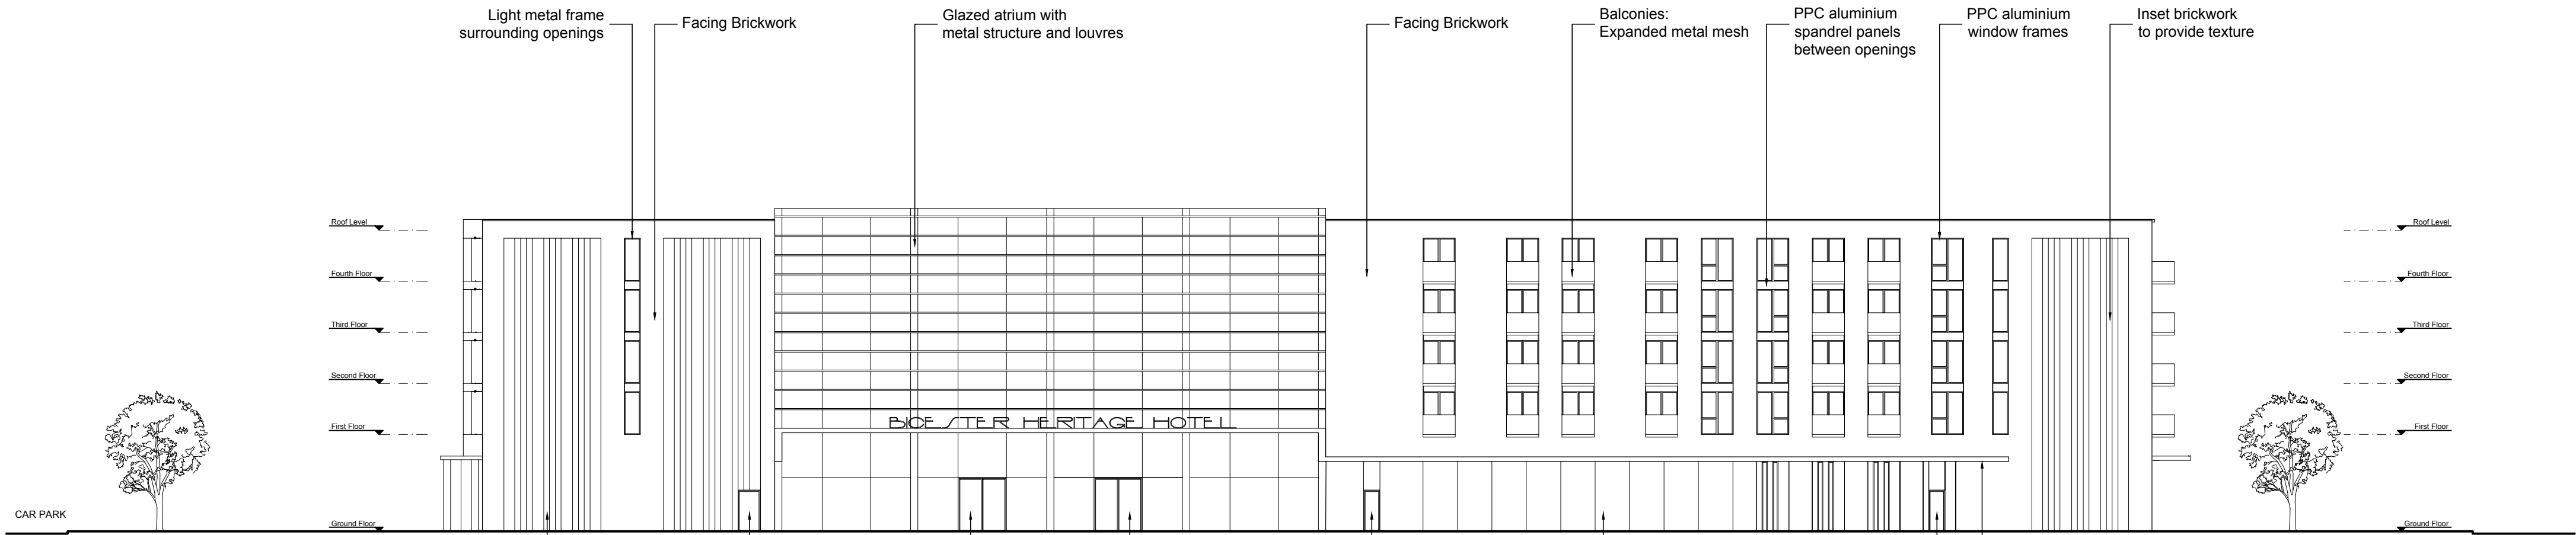 Light metal frame
surrounding openings
Facing Brickwork
Glazed atrium with
metal structure and louvres
Facing Brickwork
Balconies:
Expanded metal mesh
PPC aluminium
spandrel panels
between openings
PPC aluminium
window frames
Inset brickwork
to provide texture
Roof Level
Roof Level
Fourth Floor
Fourth Floor
Third Floor
Third Floor
Second Floor
Second Floor
BICESTER HERITAGE HOTEL
First Floor
First Floor
CAR PARK
Ground Floor
Ground Floor